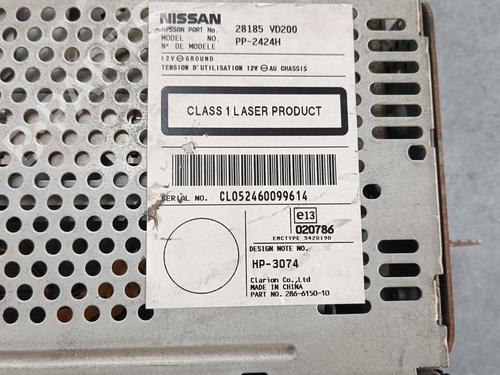 NISSAN
NISSAN PART No. 28185 VD200
MODEL NO. PP-2424H
Nº DE MODELE
12V ⊖ GROUND
TENSION D'UTILISATION 12V ⊖ AU CHASSIS
CLASS 1 LASER PRODUCT
SERIAL NO. CL052460099614
e13
020786
EMCTYPE 542019D
DESIGN NOTE NO.
HP-3074
Clarion Co.,Ltd
MADE IN CHINA
PART NO. 286-6150-10